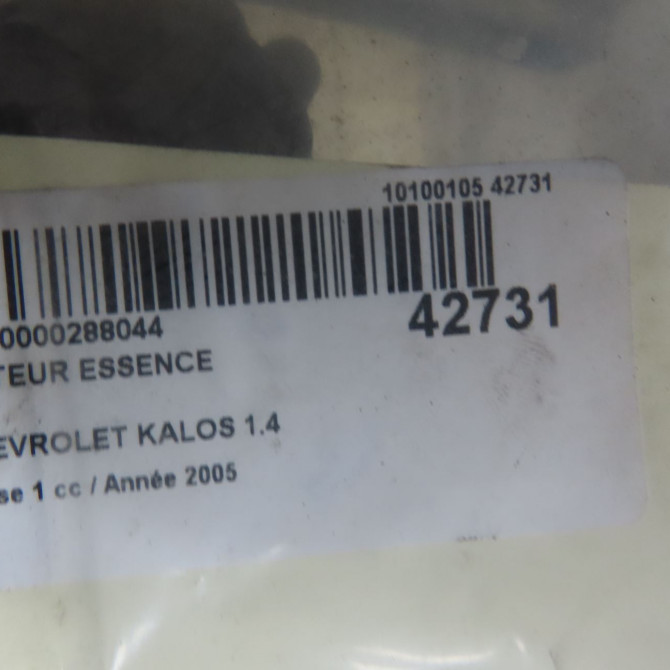 10100105 42731
0000288044
42731
TEUR ESSENCE
EVROLET KALOS 1.4
se 1 cc / Année 2005